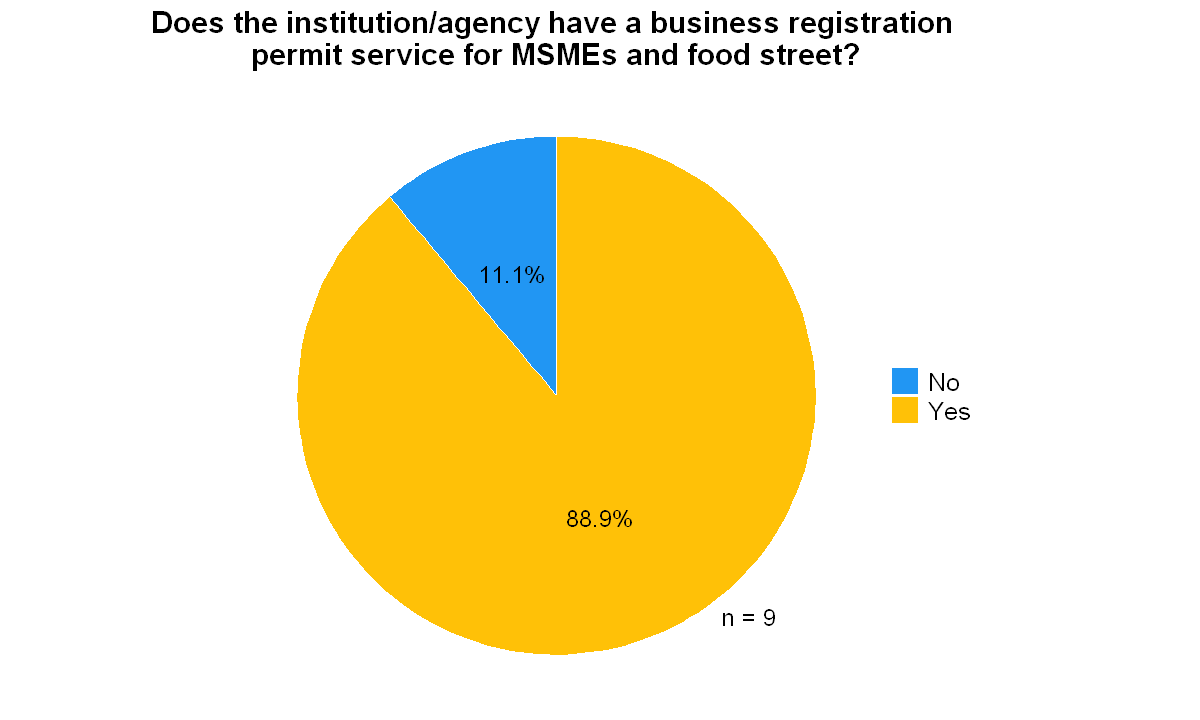 Does the institution/agency have a business registration
permit service for MSMEs and food street?
11.1%
No
Yes
88.9%
n = 9